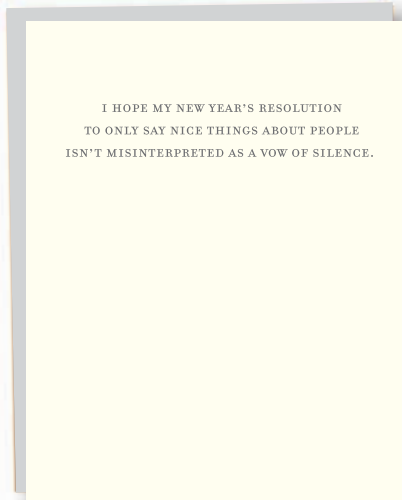 I HOPE MY NEW YEAR'S RESOLUTION
TO ONLY SAY NICE THINGS ABOUT PEOPLE
ISN'T MISINTERPRETED AS A VOW OF SILENCE.